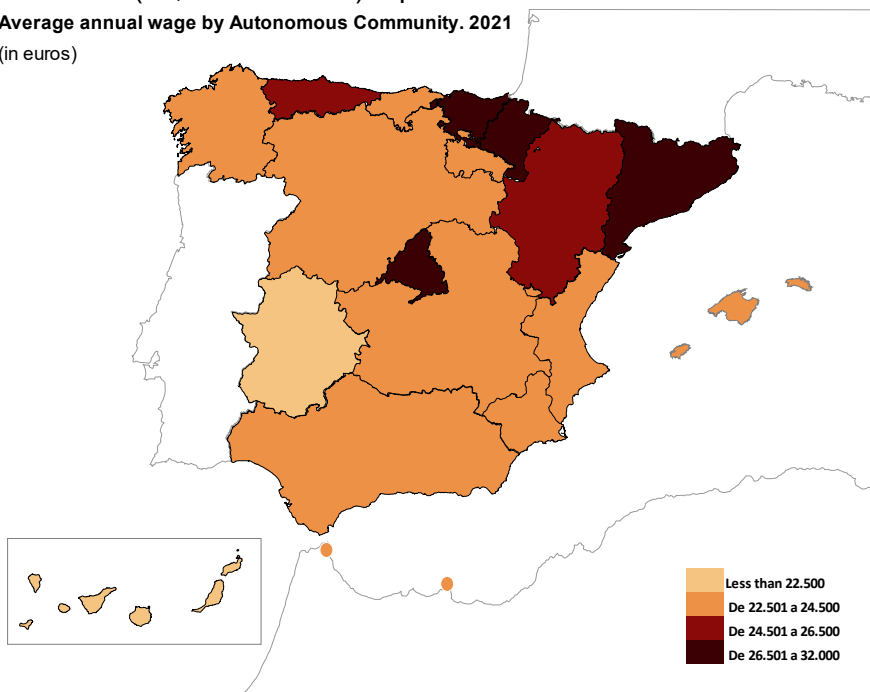 Average annual wage by Autonomous Community. 2021
(in euros)
Less than 22.500
De 22.501 a 24.500
De 24.501 a 26.500
De 26.501 a 32.000